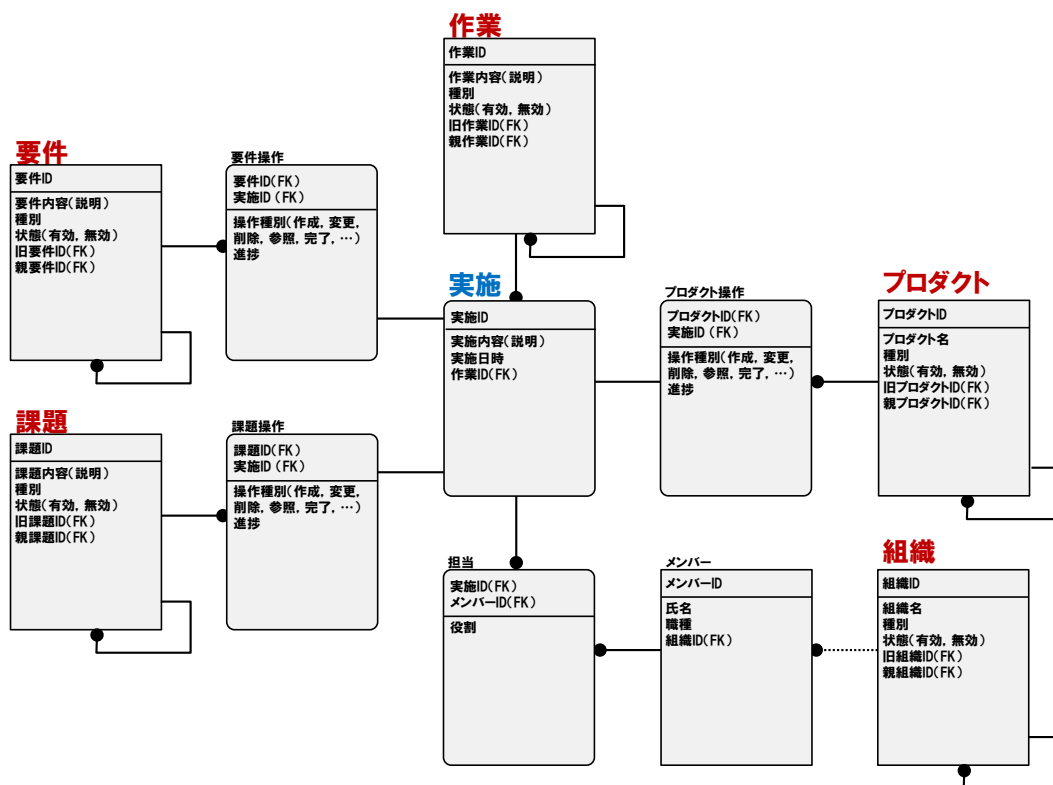 作業
作業ID
作業内容(説明)
種別
状態(有効, 無効)
旧作業ID(FK)
親作業ID(FK)
要件
要件ID
要件内容(説明)
種別
状態(有効, 無効)
旧要件ID(FK)
親要件ID(FK)
要件操作
要件ID(FK)
実施ID (FK)
操作種別(作成, 変更,
削除, 参照, 完了, …)
進捗
実施
実施ID
実施内容(説明)
実施日時
作業ID(FK)
プロダクト操作
プロダクトID(FK)
実施ID (FK)
操作種別(作成, 変更,
削除, 参照, 完了, …)
進捗
プロダクト
プロダクトID
プロダクト名
種別
状態(有効, 無効)
旧プロダクトID(FK)
親プロダクトID(FK)
課題
課題ID
課題内容(説明)
種別
状態(有効, 無効)
旧課題ID(FK)
親課題ID(FK)
課題操作
課題ID(FK)
実施ID (FK)
操作種別(作成, 変更,
削除, 参照, 完了, …)
進捗
担当
実施ID(FK)
メンバーID(FK)
役割
メンバー
メンバーID
氏名
職種
組織ID(FK)
組織
組織ID
組織名
種別
状態(有効, 無効)
旧組織ID(FK)
親組織ID(FK)